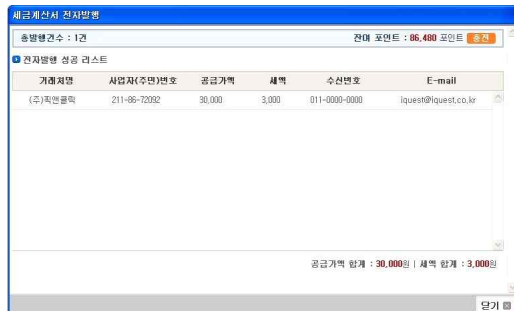 세금계산서 전자발행
총발행건수 : 1건 잔여 포인트 : 86,480 포인트 충전
전자발행 성공 리스트
거래처명 사업자(주민)번호 공급가액 세액 수신번호 E-mail
(주)픽앤클락 211-86-72092 30,000 3,000 011-0000-0000 iquest@iquest.co.kr
공급가액 합계 : 30,000원 | 세액 합계 : 3,000원
닫기